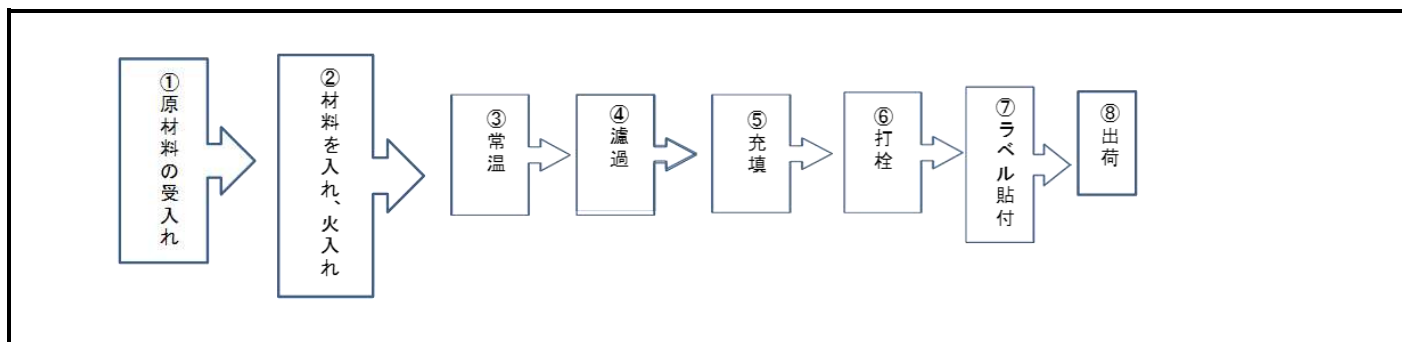 ①原材料の受入れ
②材料を入れ、火入れ
③常温
④濾過
⑤充填
⑥打栓
⑦ラベル貼付
⑧出荷